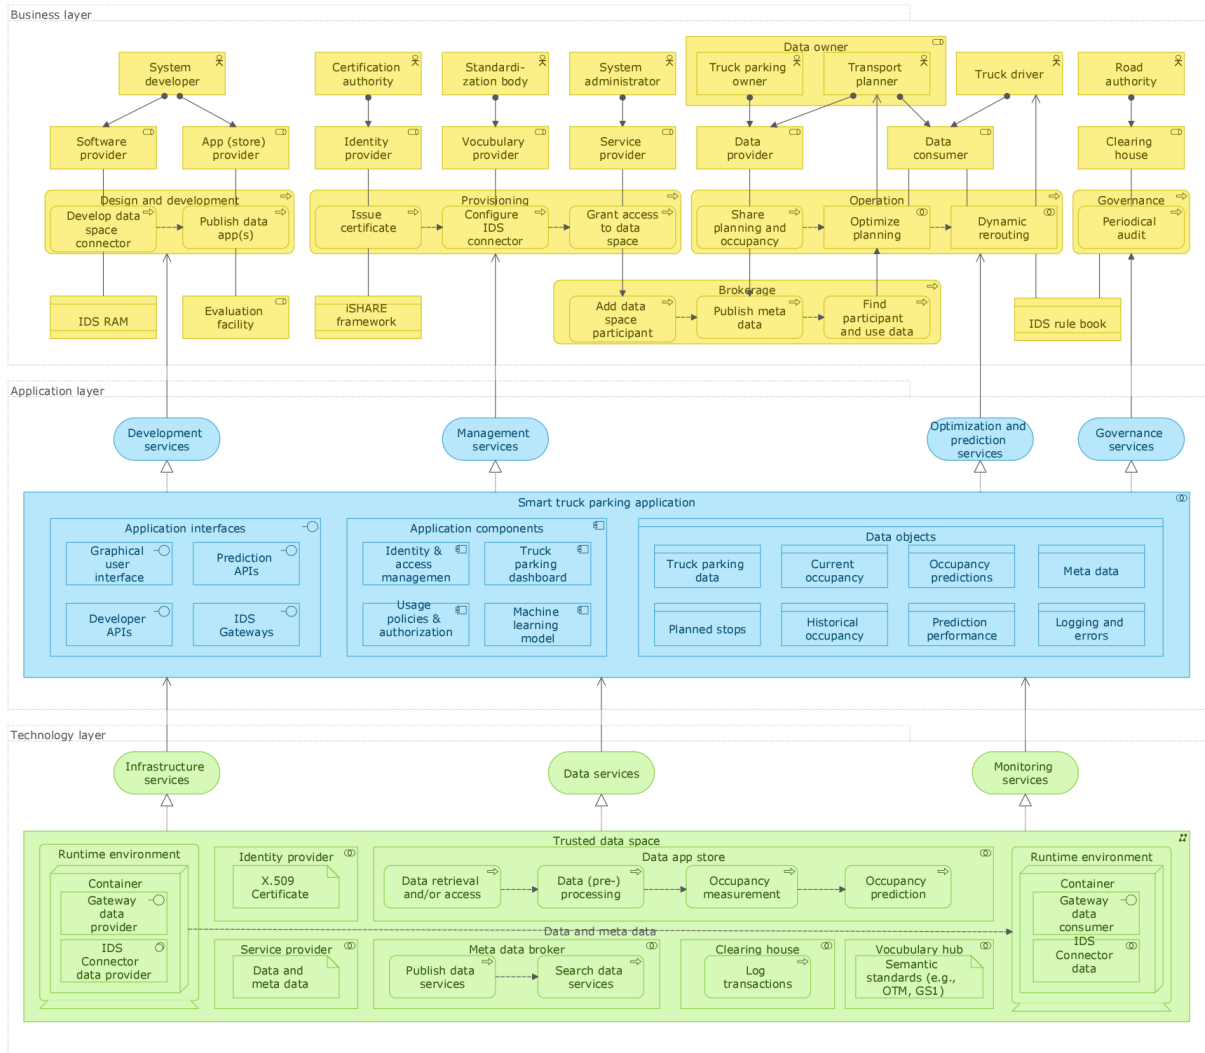 Business layer
Data owner
System
developer
Certification
authority
Standardi-
zation body
System
administrator
Truck parking
owner
Transport
planner
Truck driver
Road
authority
Software
provider
App (store)
provider
Identity
provider
Vocubulary
provider
Service
provider
Data
provider
Data
consumer
Clearing
house
Design and development
Develop data
space
connector
Publish data
app(s)
Provisioning
Issue
certificate
Configure
IDS
connector
Grant access
to data
space
Operation
Share
planning and
occupancy
Optimize
planning
Dynamic
rerouting
Governance
Periodical
audit
IDS RAM
Evaluation
facility
iSHARE
framework
Brokerage
Add data
space
participant
Publish meta
data
Find
participant
and use data
IDS rule book
Application layer
Development
services
Management
services
Optimization and
prediction
services
Governance
services
Smart truck parking application
Application interfaces
Graphical
user
interface
Prediction
APIs
Developer
APIs
IDS
Gateways
Application components
Identity &
access
managemen
Truck
parking
dashboard
Usage
policies &
authorization
Machine
learning
model
Data objects
Truck parking
data
Current
occupancy
Occupancy
predictions
Meta data
Planned stops
Historical
occupancy
Prediction
performance
Logging and
errors
Technology layer
Infrastructure
services
Data services
Monitoring
services
Trusted data space
Runtime environment
Container
Gateway
data
provider
IDS
Connector
data provider
Identity provider
X.509
Certificate
Data app store
Data retrieval
and/or access
Data (pre-)
processing
Occupancy
measurement
Occupancy
prediction
Data and meta data
Service provider
Data and
meta data
Meta data broker
Publish data
services
Search data
services
Clearing house
Log
transactions
Vocubulary hub
Semantic
standards (e.g.,
OTM, GS1)
Runtime environment
Container
Gateway
data
consumer
IDS
Connector
data